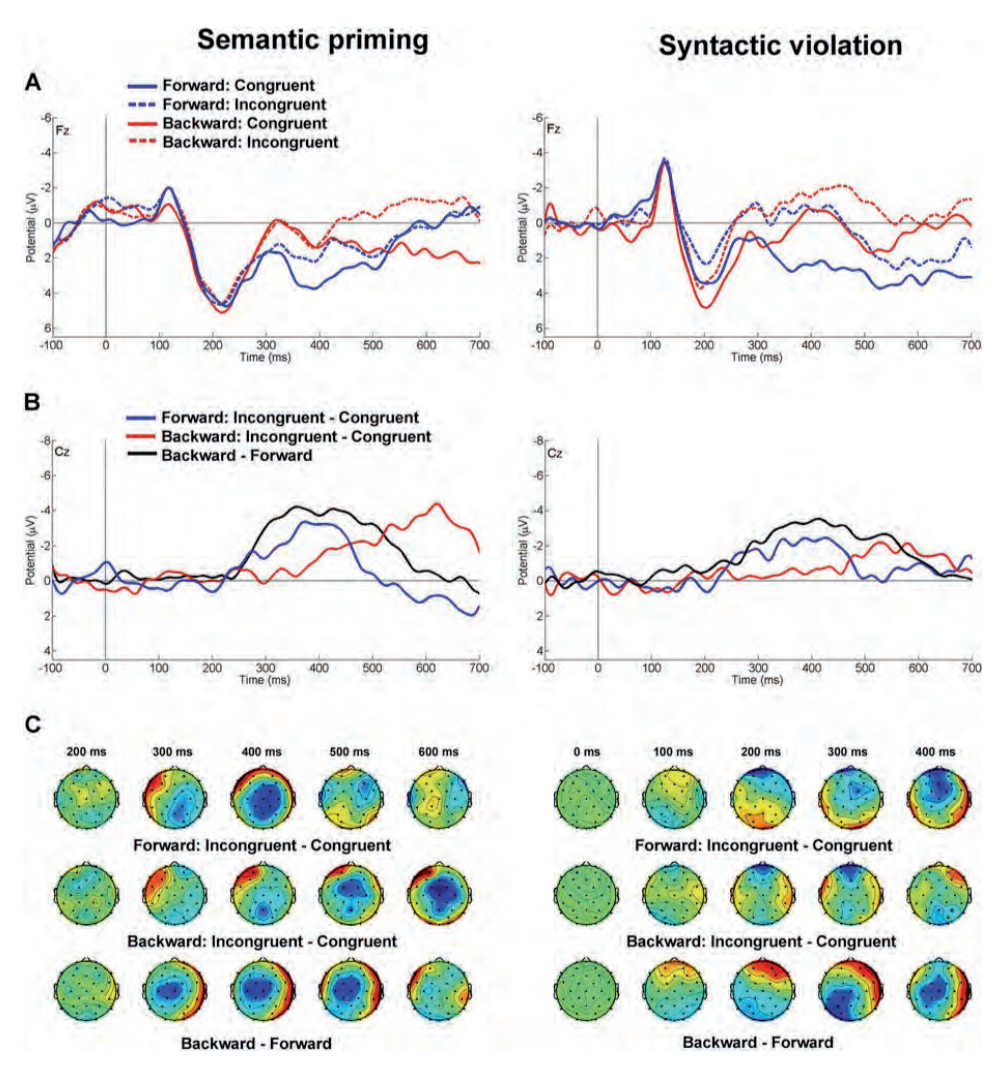 Semantic priming
Syntactic violation
A
Forward: Congruent
Forward: Incongruent
Backward: Congruent
Backward: Incongruent
Fz
-6
-4
-2
0
2
4
6
Potential (µV)
-100 0 100 200 300 400 500 600 700
Time (ms)
Fz
-6
-4
-2
0
2
4
6
Potential (µV)
-100 0 100 200 300 400 500 600 700
Time (ms)
B
Forward: Incongruent - Congruent
Backward: Incongruent - Congruent
Backward - Forward
Cz
-8
-6
-4
-2
0
2
4
Potential (µV)
-100 0 100 200 300 400 500 600 700
Time (ms)
Cz
-8
-6
-4
-2
0
2
4
Potential (µV)
-100 0 100 200 300 400 500 600 700
Time (ms)
C
200 ms 300 ms 400 ms 500 ms 600 ms
Forward: Incongruent - Congruent
Backward: Incongruent - Congruent
Backward - Forward
0 ms 100 ms 200 ms 300 ms 400 ms
Forward: Incongruent - Congruent
Backward: Incongruent - Congruent
Backward - Forward